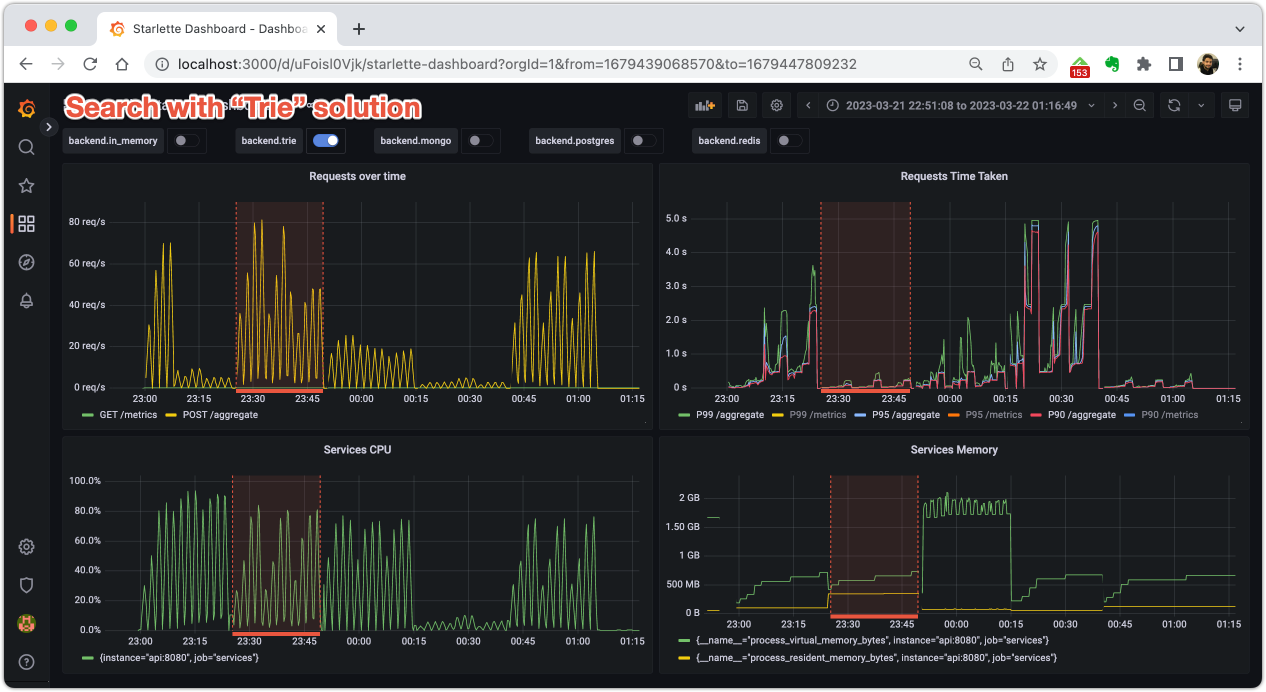 Starlette Dashboard - Dashboa
localhost:3000/d/uFoisl0Vjk/starlette-dashboard?orgId=1&from=1679439068570&to=1679447809232
153
Search with “Trie” solution
2023-03-21 22:51:08 to 2023-03-22 01:16:49
backend.in_memory backend.trie backend.mongo backend.postgres backend.redis
Requests over time
80 req/s
60 req/s
40 req/s
20 req/s
0 req/s
23:00 23:15 23:30 23:45 00:00 00:15 00:30 00:45 01:00 01:15
GET /metrics POST /aggregate
Requests Time Taken
5.0 s
4.0 s
3.0 s
2.0 s
1.0 s
0 s
23:00 23:15 23:30 23:45 00:00 00:15 00:30 00:45 01:00 01:15
P99 /aggregate P99 /metrics P95 /aggregate P95 /metrics P90 /aggregate P90 /metrics
Services CPU
100.0%
80.0%
60.0%
40.0%
20.0%
0.0%
23:00 23:15 23:30 23:45 00:00 00:15 00:30 00:45 01:00 01:15
{instance="api:8080", job="services"}
Services Memory
2 GB
1.50 GB
1 GB
500 MB
0 B
23:00 23:15 23:30 23:45 00:00 00:15 00:30 00:45 01:00 01:15
{__name__="process_virtual_memory_bytes", instance="api:8080", job="services"}
{__name__="process_resident_memory_bytes", instance="api:8080", job="services"}